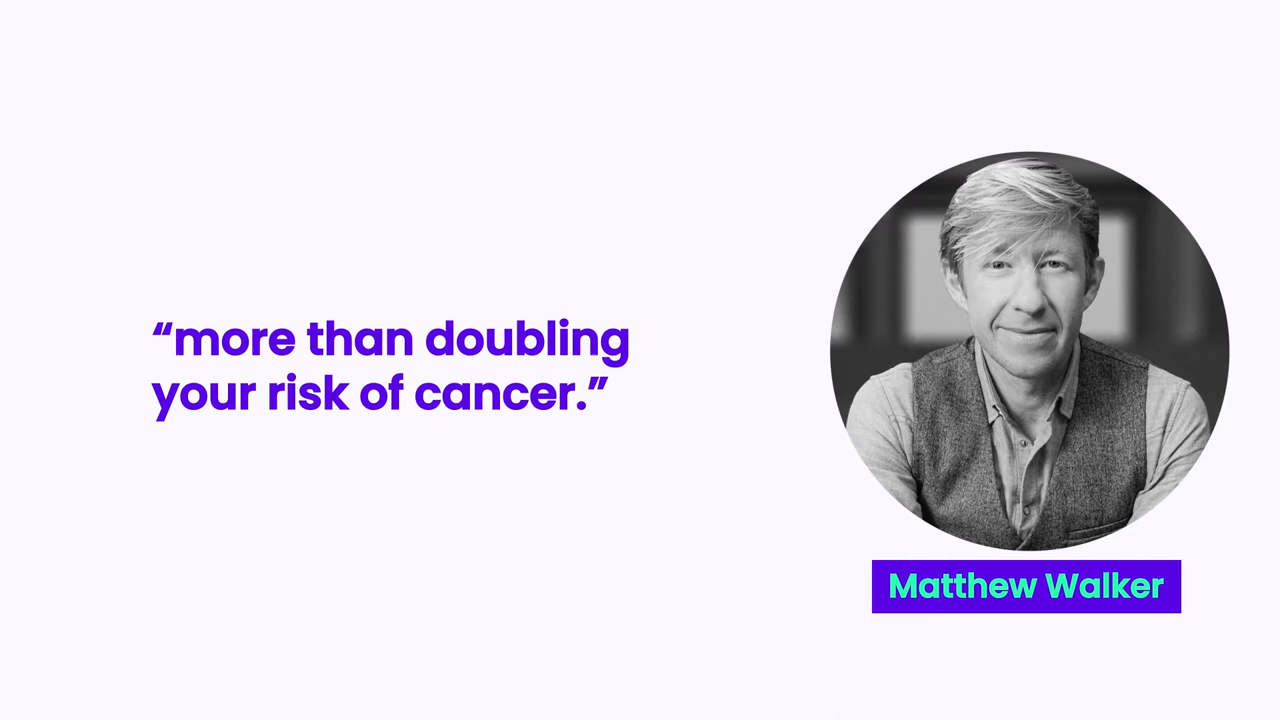 “more than doubling
your risk of cancer.”
Matthew Walker